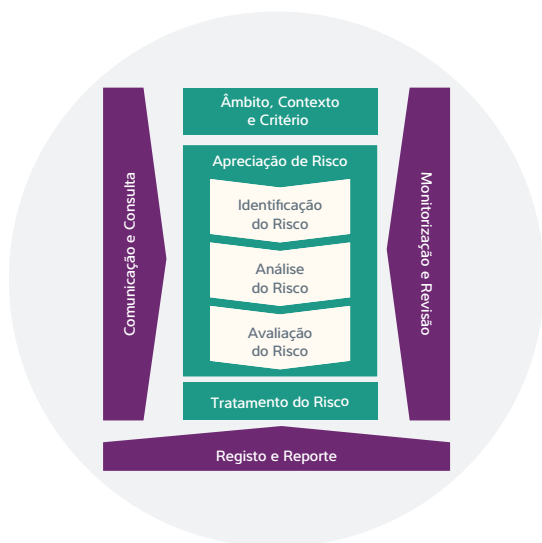 Âmbito, Contexto
e Critério
Apreciação de Risco
Identificação
do Risco
Análise
do Risco
Avaliação
do Risco
Tratamento do Risco
Comunicação e Consulta
Monitorização e Revisão
Registo e Reporte